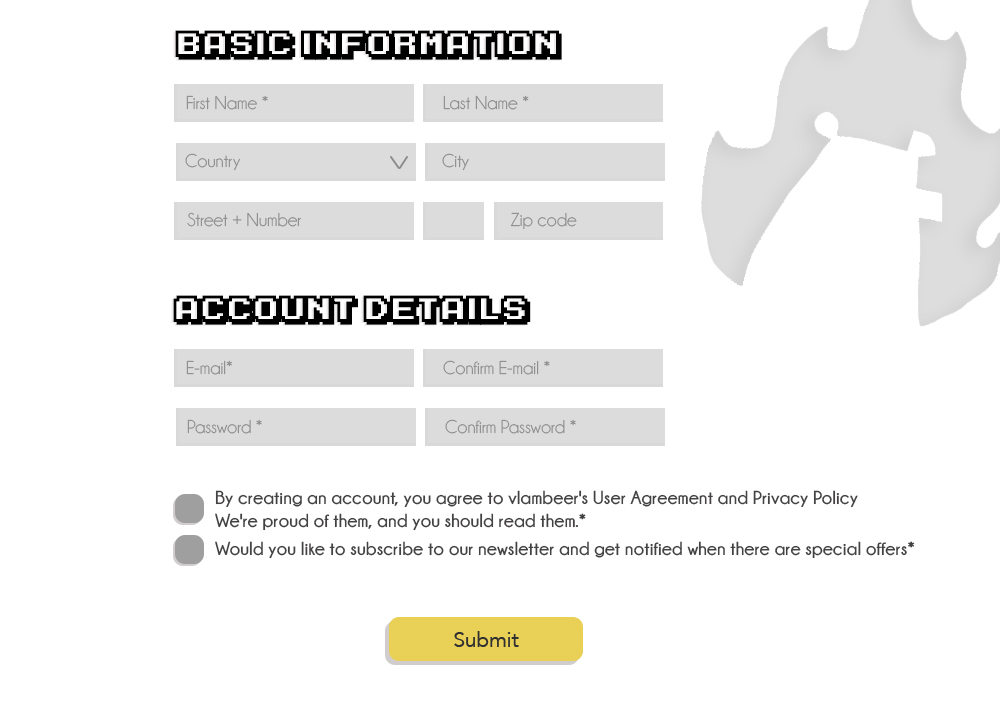 BASIC INFORMATION
First Name * Last Name *
Country City
Street + Number Zip code
ACCOUNT DETAILS
E-mail* Confirm E-mail *
Password * Confirm Password *
By creating an account, you agree to vlambeer's User Agreement and Privacy Policy
We're proud of them, and you should read them.*
Would you like to subscribe to our newsletter and get notified when there are special offers*
Submit